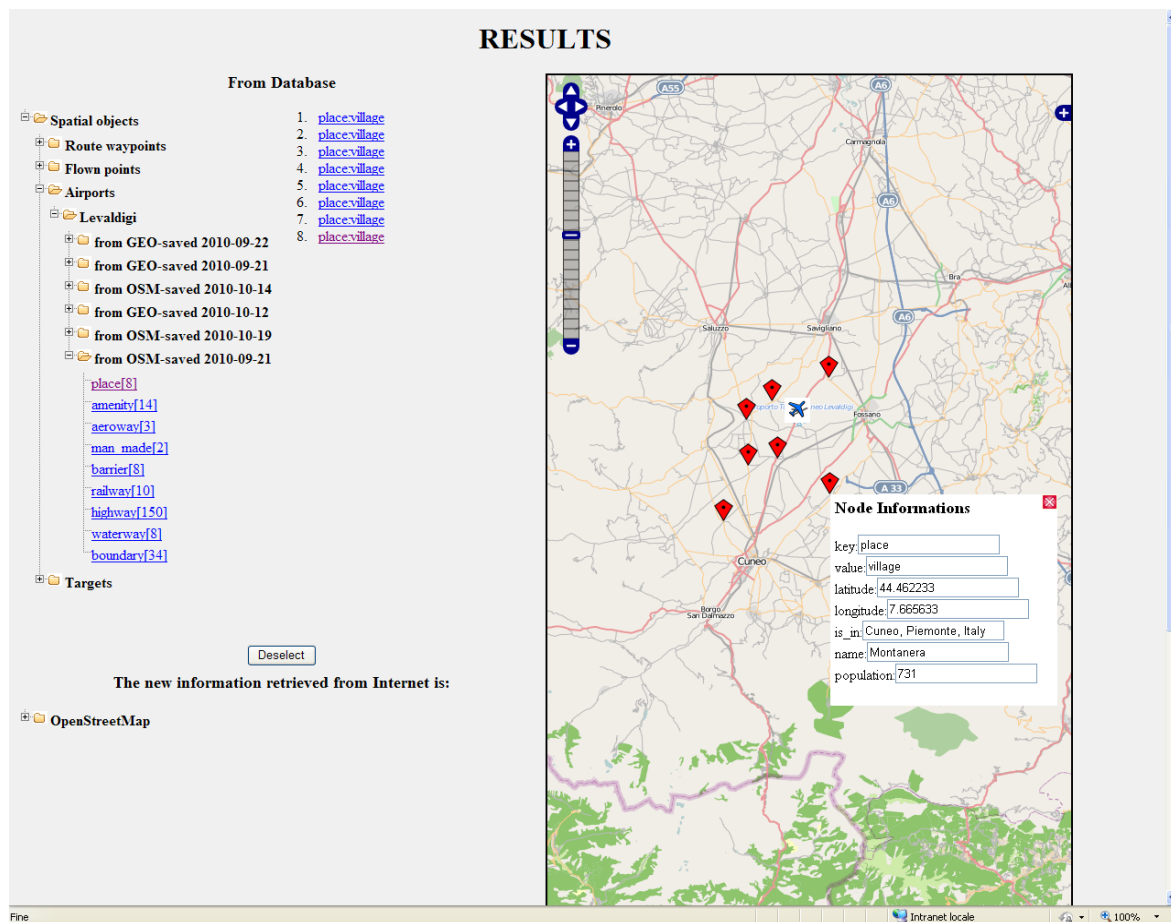 RESULTS
From Database
Spatial objects
Route waypoints
Flown points
Airports
Levaldigi
from GEO-saved 2010-09-22
from GEO-saved 2010-09-21
from OSM-saved 2010-10-14
from GEO-saved 2010-10-12
from OSM-saved 2010-10-19
from OSM-saved 2010-09-21
place[8]
amenity[14]
aeroway[3]
man_made[2]
barrier[8]
railway[10]
highway[150]
waterway[8]
boundary[34]
Targets
1. place:village
2. place:village
3. place:village
4. place:village
5. place:village
6. place:village
7. place:village
8. place:village
Deselect
The new information retrieved from Internet is:
OpenStreetMap
A55
A6
Pinerolo
Carmagnola
A6
Bra
Al
A6
Saluzzo
Savigliano
neo Levaldigi
Fossano
A 33
Cuneo
Borgo
San Dalmazzo
Node Informations
key: place
value: village
latitude: 44.462233
longitude: 7.665633
is_in: Cuneo, Piemonte, Italy
name: Montanera
population: 731
Fine
Intranet locale
100%